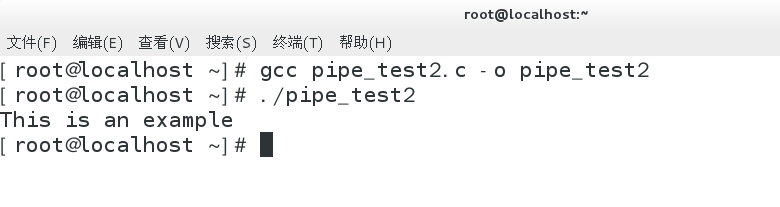 root@localhost:~
文件(F) 编辑(E) 查看(V) 搜索(S) 终端(T) 帮助(H)
[root@localhost ~]# gcc pipe_test2.c -o pipe_test2
[root@localhost ~]# ./pipe_test2
This is an example
[root@localhost ~]#